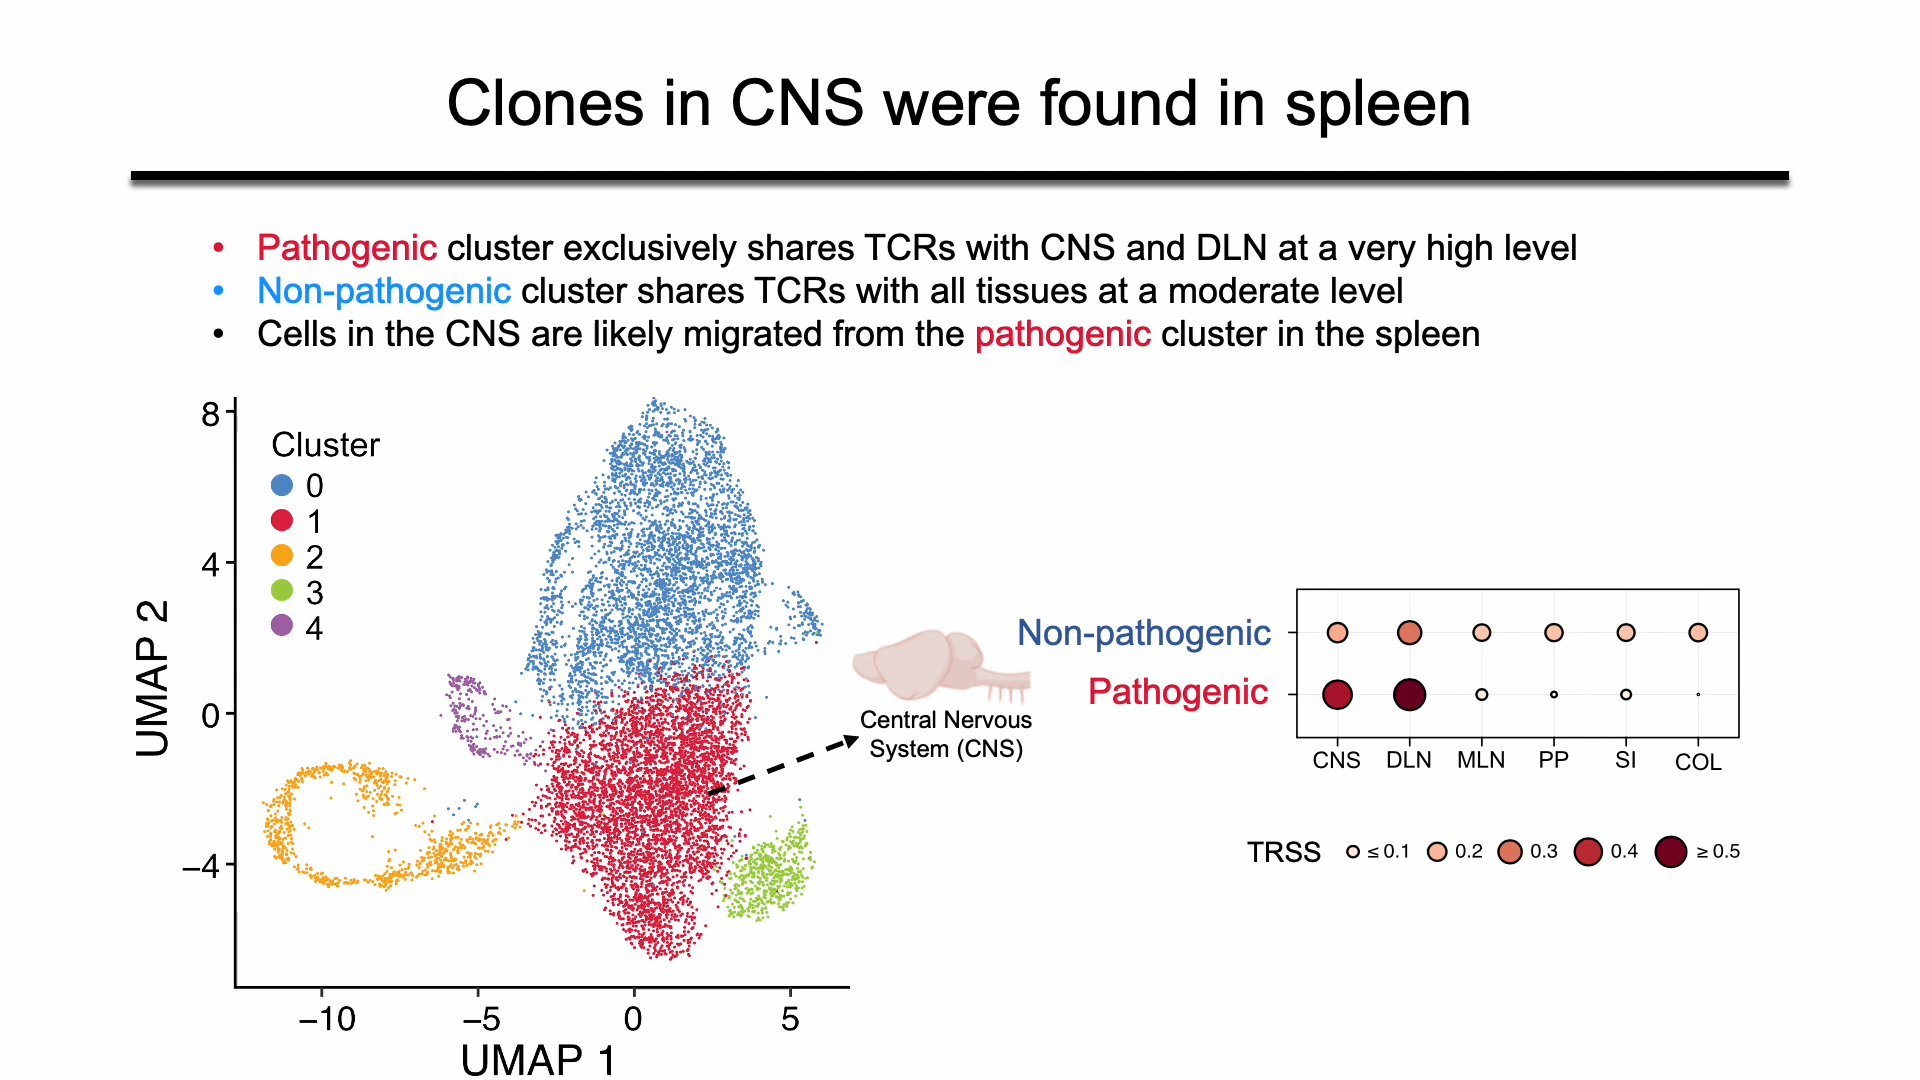 Clones in CNS were found in spleen
• Pathogenic cluster exclusively shares TCRs with CNS and DLN at a very high level
• Non-pathogenic cluster shares TCRs with all tissues at a moderate level
• Cells in the CNS are likely migrated from the pathogenic cluster in the spleen
Cluster
0
1
2
3
4
8
4
0
−4
UMAP 2
−10 −5 0 5
UMAP 1
Central Nervous
System (CNS)
Non-pathogenic
Pathogenic
CNS DLN MLN PP SI COL
TRSS ≤ 0.1 0.2 0.3 0.4 ≥ 0.5